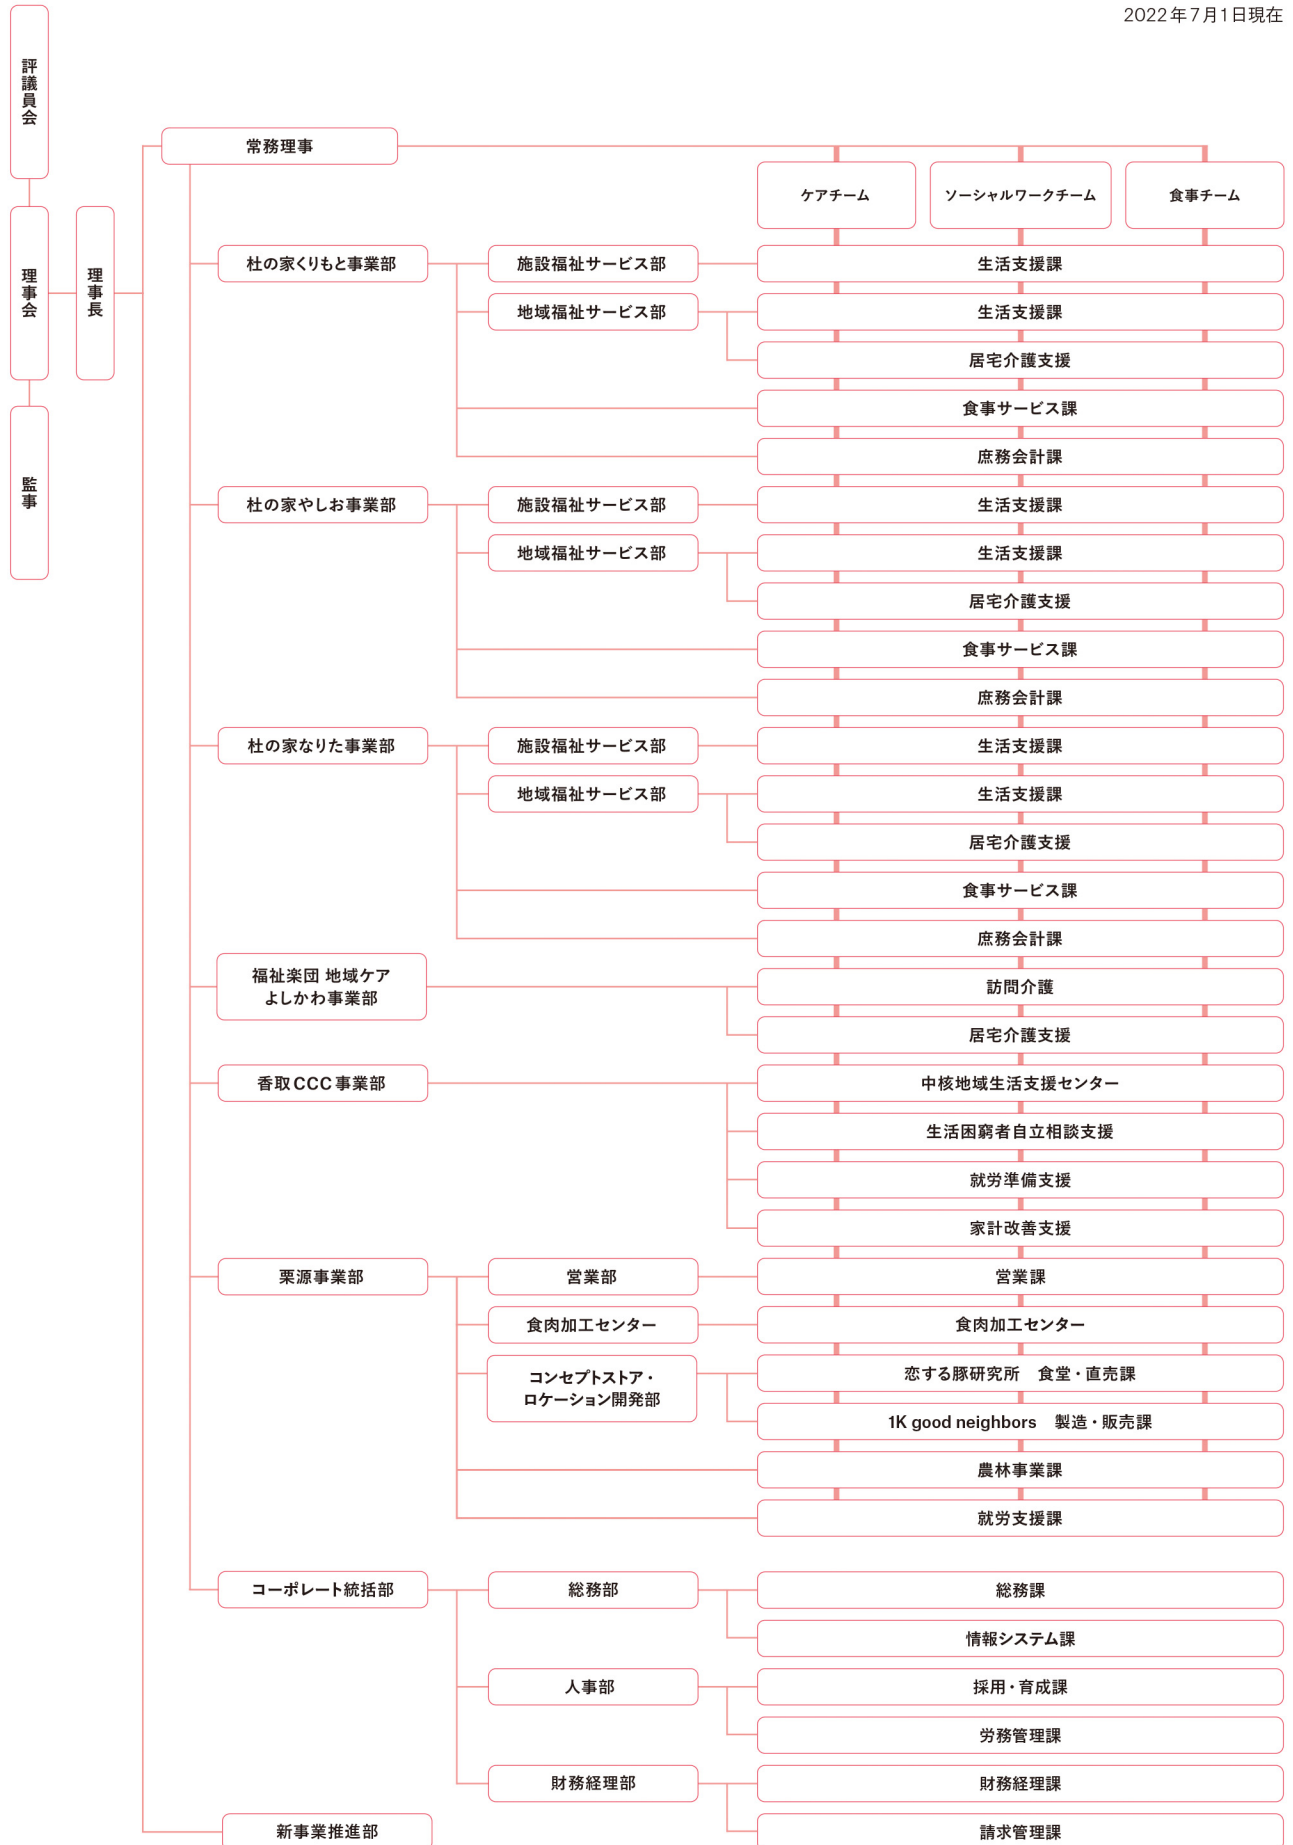 2022年7月1日現在
評議員会
理事会
監事
理事長
常務理事
ケアチーム
ソーシャルワークチーム
食事チーム
杜の家くりもと事業部
施設福祉サービス部
生活支援課
地域福祉サービス部
生活支援課
居宅介護支援
食事サービス課
庶務会計課
杜の家やしお事業部
施設福祉サービス部
生活支援課
地域福祉サービス部
生活支援課
居宅介護支援
食事サービス課
庶務会計課
杜の家なりた事業部
施設福祉サービス部
生活支援課
地域福祉サービス部
生活支援課
居宅介護支援
食事サービス課
庶務会計課
福祉楽団 地域ケア
よしかわ事業部
訪問介護
居宅介護支援
香取CCC事業部
中核地域生活支援センター
生活困窮者自立相談支援
就労準備支援
家計改善支援
栗源事業部
営業部
営業課
食肉加工センター
食肉加工センター
コンセプトストア・
ロケーション開発部
恋する豚研究所　食堂・直売課
1K good neighbors　製造・販売課
農林事業課
就労支援課
コーポレート統括部
総務部
総務課
情報システム課
人事部
採用・育成課
労務管理課
財務経理部
財務経理課
請求管理課
新事業推進部